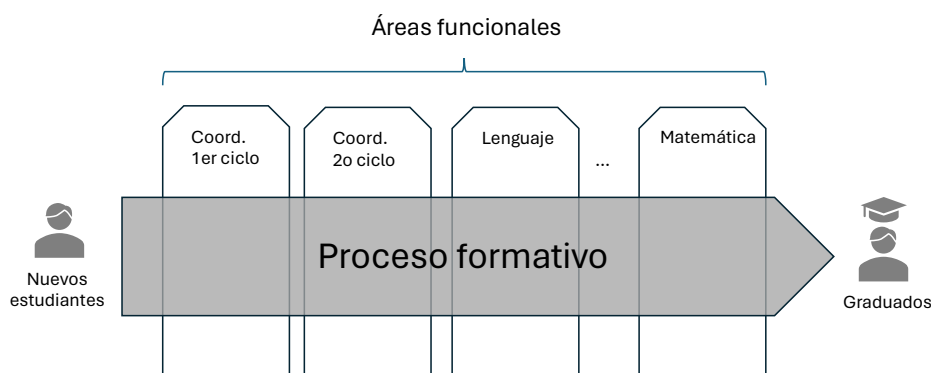 Áreas funcionales
Coord.
1er ciclo
Coord.
2o ciclo
Lenguaje
...
Matemática
Proceso formativo
Nuevos
estudiantes
Graduados